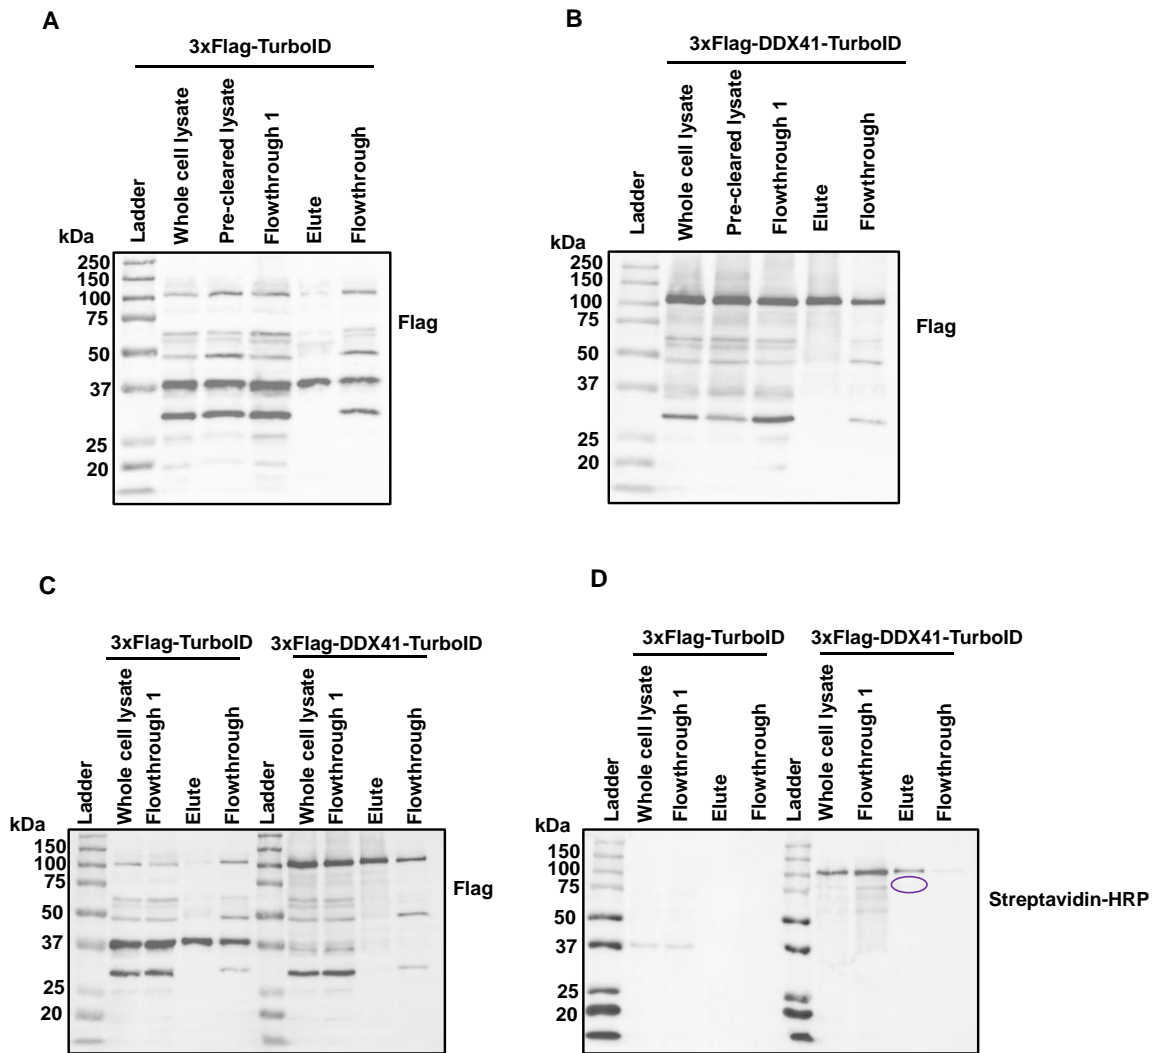 A
3xFlag-TurboID
Ladder
Whole cell lysate
Pre-cleared lysate
Flowthrough 1
Elute
Flowthrough
kDa
250
150
100
75
50
37
25
20
Flag
B
3xFlag-DDX41-TurboID
Ladder
Whole cell lysate
Pre-cleared lysate
Flowthrough 1
Elute
Flowthrough
kDa
250
150
100
75
50
37
25
20
Flag
C
3xFlag-TurboID
3xFlag-DDX41-TurboID
Ladder
Whole cell lysate
Flowthrough 1
Elute
Flowthrough
Ladder
Whole cell lysate
Flowthrough 1
Elute
Flowthrough
kDa
150
100
75
50
37
25
20
Flag
D
3xFlag-TurboID
3xFlag-DDX41-TurboID
Ladder
Whole cell lysate
Flowthrough 1
Elute
Flowthrough
Ladder
Whole cell lysate
Flowthrough 1
Elute
Flowthrough
kDa
150
100
75
50
37
25
20
Streptavidin-HRP